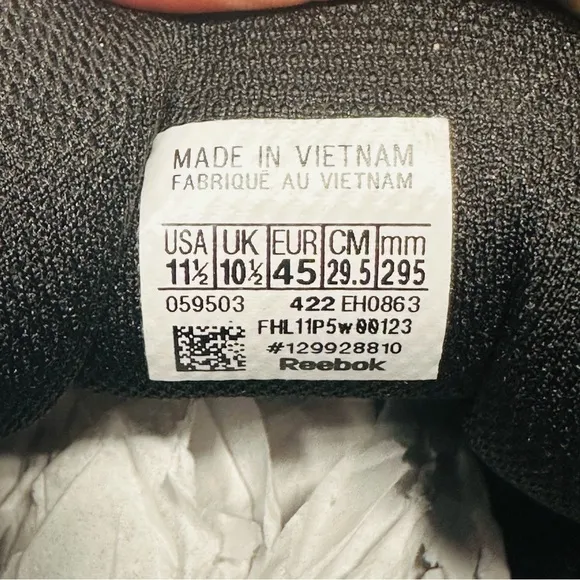 MADE IN VIETNAM
FABRIQUÉ AU VIETNAM
USA UK EUR CM mm
11½ 10½ 45 29.5 295
059503 422 EH0863
FHL11P5w00123
#129928810
Reebok